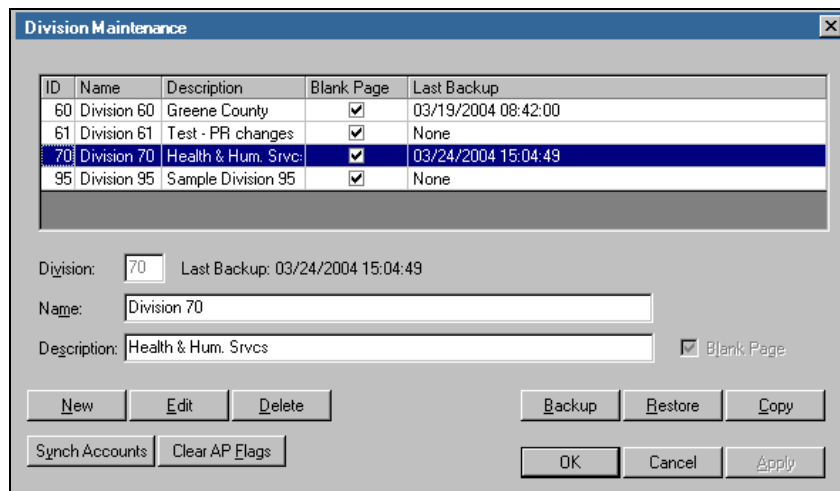 Division Maintenance
ID Name Description Blank Page Last Backup
60 Division 60 Greene County 03/19/2004 08:42:00
61 Division 61 Test - PR changes None
70 Division 70 Health & Hum. Srvc: 03/24/2004 15:04:49
95 Division 95 Sample Division 95 None
Division: 70 Last Backup: 03/24/2004 15:04:49
Name: Division 70
Description: Health & Hum. Srvcs Blank Page
New Edit Delete Backup Restore Copy
Synch Accounts Clear AP Flags OK Cancel Apply